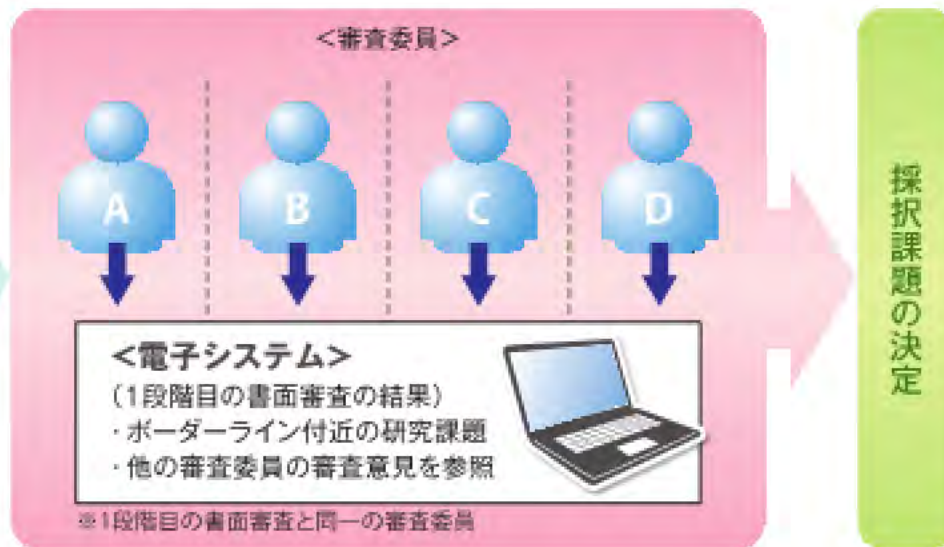 <審査委員>
A
B
C
D
<電子システム>
(1段階目の書面審査の結果)
・ボーダーライン付近の研究課題
・他の審査委員の審査意見を参照
※1段階目の書面審査と同一の審査委員
採択課題の決定